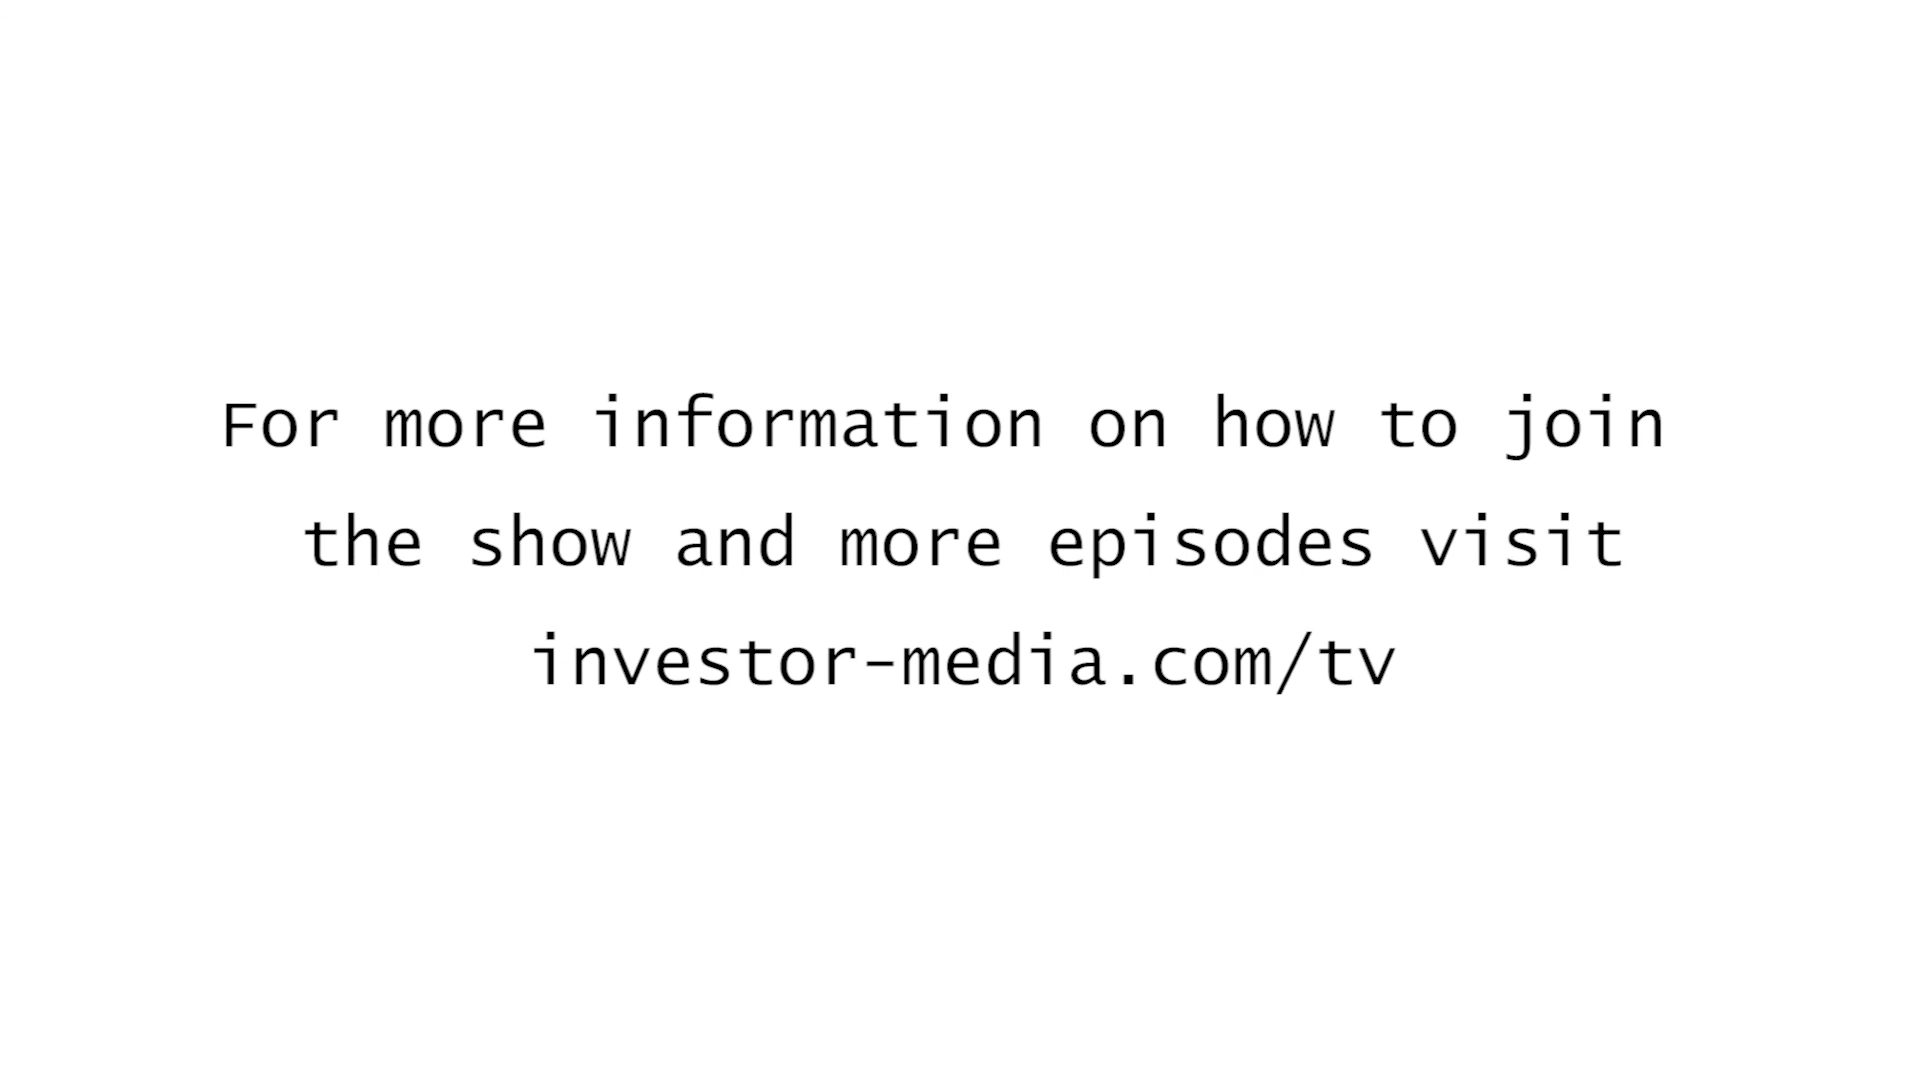 For more information on how to join
the show and more episodes visit
investor-media.com/tv